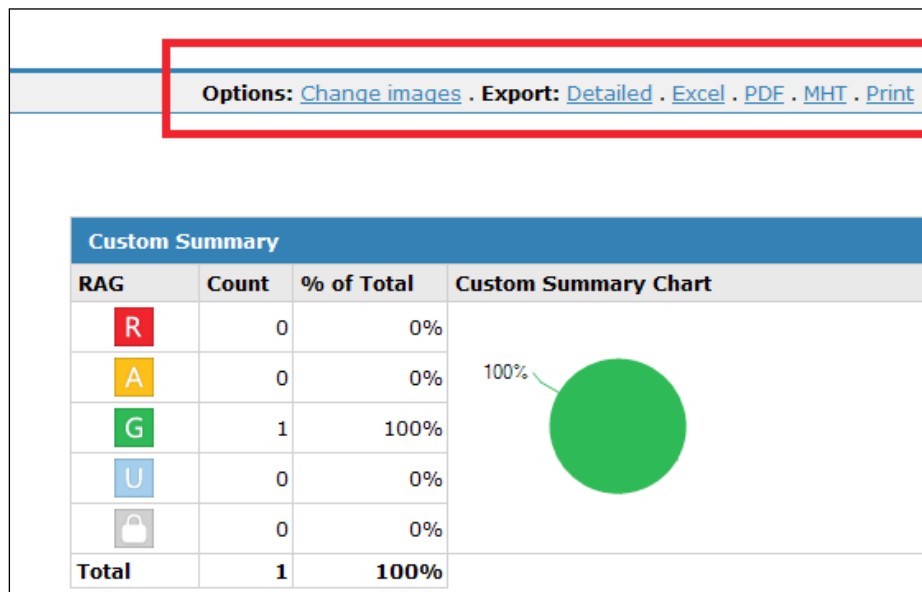 Options: Change images . Export: Detailed . Excel . PDF . MHT . Print
Custom Summary
RAG Count % of Total Custom Summary Chart
R 0 0%
A 0 0%
100%
G 1 100%
U 0 0%
0 0%
Total 1 100%